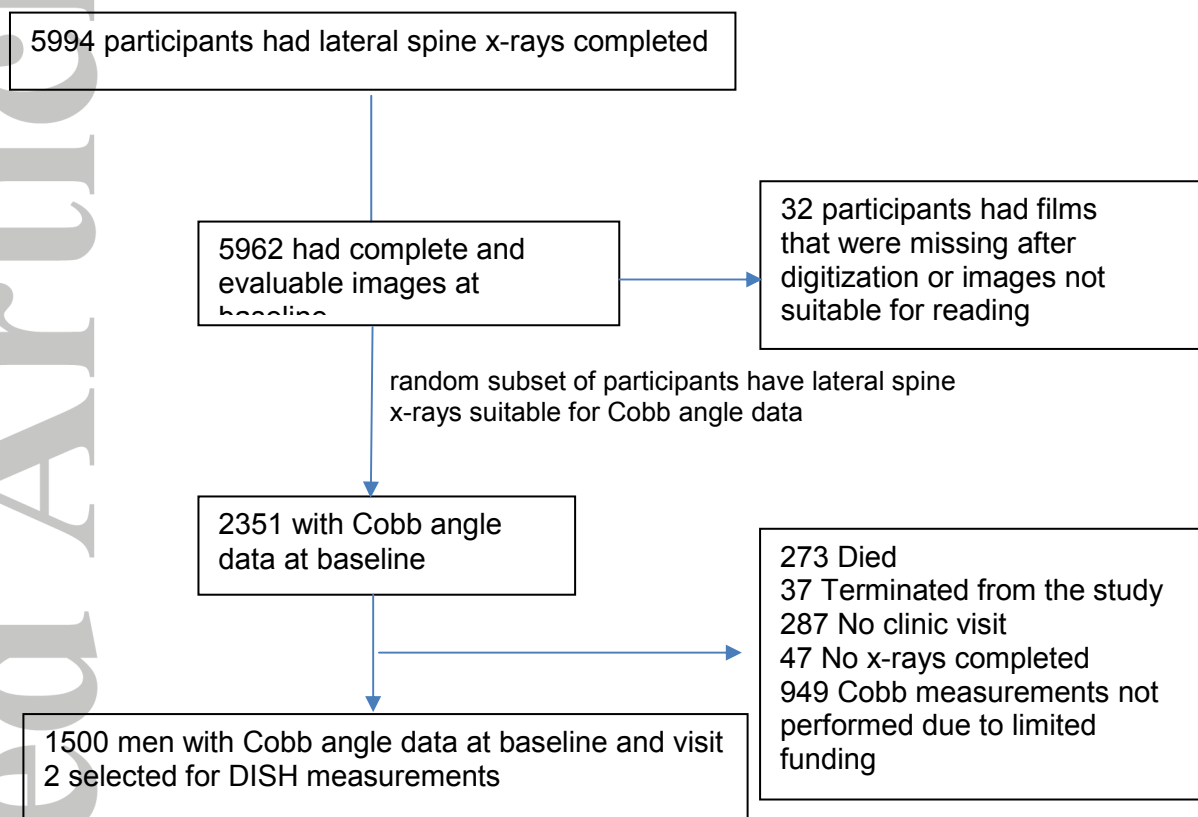 5994 participants had lateral spine x-rays completed
5962 had complete and
evaluable images at
baseline
32 participants had films
that were missing after
digitization or images not
suitable for reading
random subset of participants have lateral spine
x-rays suitable for Cobb angle data
2351 with Cobb angle
data at baseline
273 Died
37 Terminated from the study
287 No clinic visit
47 No x-rays completed
949 Cobb measurements not
performed due to limited
funding
1500 men with Cobb angle data at baseline and visit
2 selected for DISH measurements